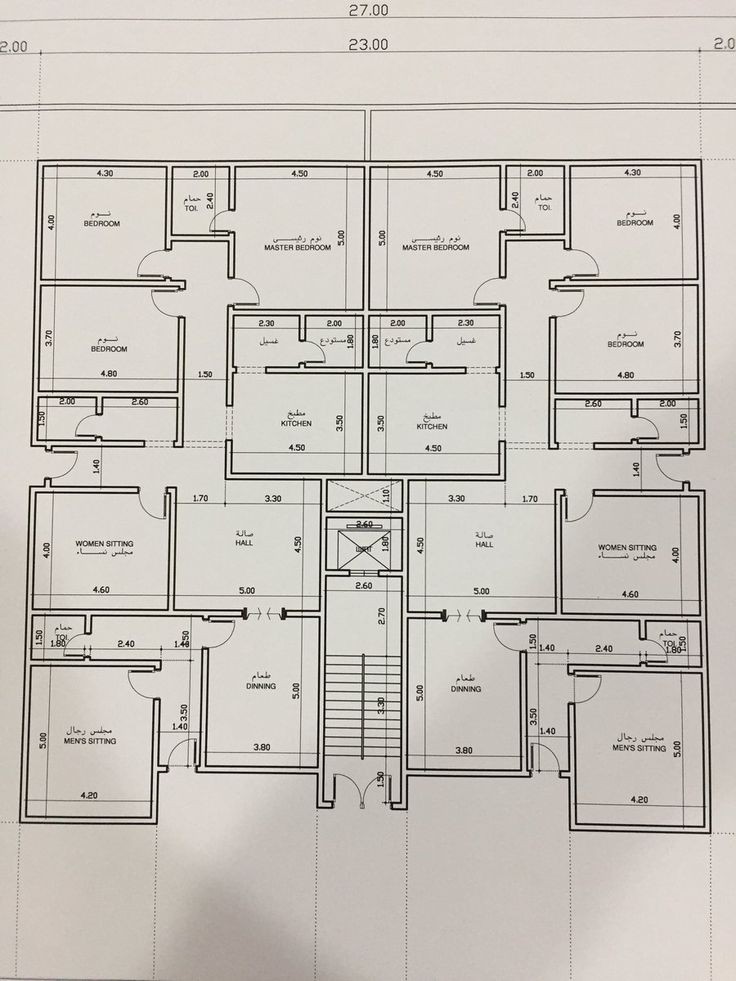 27.00
2.00 23.00 2.0
4.30 2.00 4.50 4.50 2.00 4.30
4.00 2.40 2.40 4.00
نوم
BEDROOM
حمام
TOI.
5.00
نوم رئيسي
MASTER BEDROOM
نوم رئيسي
MASTER BEDROOM
5.00
حمام
TOI.
نوم
BEDROOM
3.70
نوم
BEDROOM
4.80
1.50
2.30 2.00 2.00 2.30
غسيل مستودع 1.80 1.80 مستودع غسيل
1.50
نوم
BEDROOM
3.70
4.80
2.00 2.60 2.60 2.00
1.50 1.50
مطبخ
KITCHEN
3.50
4.50
مطبخ
KITCHEN
3.50
4.50
1.40 1.40
1.70 3.30 1.10 3.30 1.70
WOMEN SITTING
مجلس نساء
4.00
4.60
صالة
HALL
4.50
5.00
2.60
1.80
LIFT
2.60
صالة
HALL
4.50
5.00
WOMEN SITTING
مجلس نساء
4.00
4.60
حمام
TOI.
1.50
1.80 2.40 1.40
1.50
2.70
1.50
1.40 2.40 1.80
حمام
TOI.
1.50
طعام
DINNING
5.00
3.80
3.30
طعام
DINNING
5.00
3.80
مجلس رجال
MEN'S SITTING
5.00
4.20
3.50
1.40
1.50
3.50
1.40
مجلس رجال
MEN'S SITTING
5.00
4.20